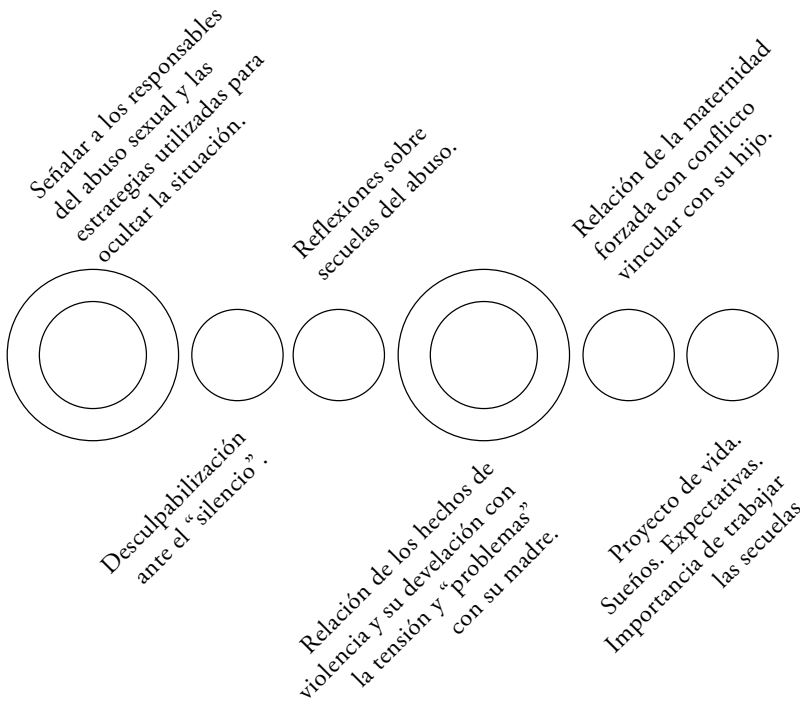 Señalar a los responsables
del abuso sexual y las
estrategias utilizadas para
ocultar la situación.
Desculpabilización
ante el “silencio”.
Reflexiones sobre
secuelas del abuso.
Relación de los hechos de
violencia y su develación con
la tensión y “problemas”
con su madre.
Relación de la maternidad
forzada con conflicto
vincular con su hijo.
Proyecto de vida.
Sueños. Expectativas.
Importancia de trabajar
las secuelas